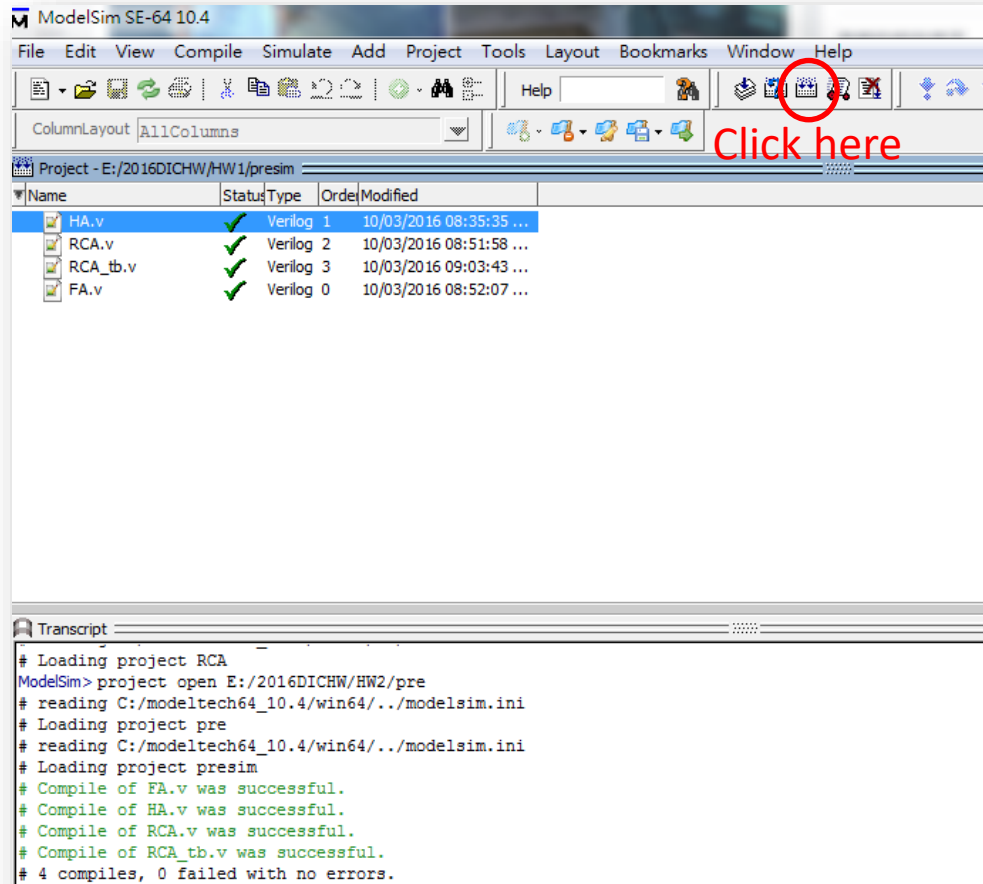 ModelSim SE-64 10.4
File Edit View Compile Simulate Add Project Tools Layout Bookmarks Window Help
Help
ColumnLayout AllColumns
Click here
Project - E:/2016DICHW/HW1/presim
Name Status Type Order Modified
HA.v Verilog 1 10/03/2016 08:35:35 ...
RCA.v Verilog 2 10/03/2016 08:51:58 ...
RCA_tb.v Verilog 3 10/03/2016 09:03:43 ...
FA.v Verilog 0 10/03/2016 08:52:07 ...
Transcript
# Loading project RCA
ModelSim> project open E:/2016DICHW/HW2/pre
# reading C:/modeltech64_10.4/win64/../modelsim.ini
# Loading project pre
# reading C:/modeltech64_10.4/win64/../modelsim.ini
# Loading project presim
# Compile of FA.v was successful.
# Compile of HA.v was successful.
# Compile of RCA.v was successful.
# Compile of RCA_tb.v was successful.
# 4 compiles, 0 failed with no errors.